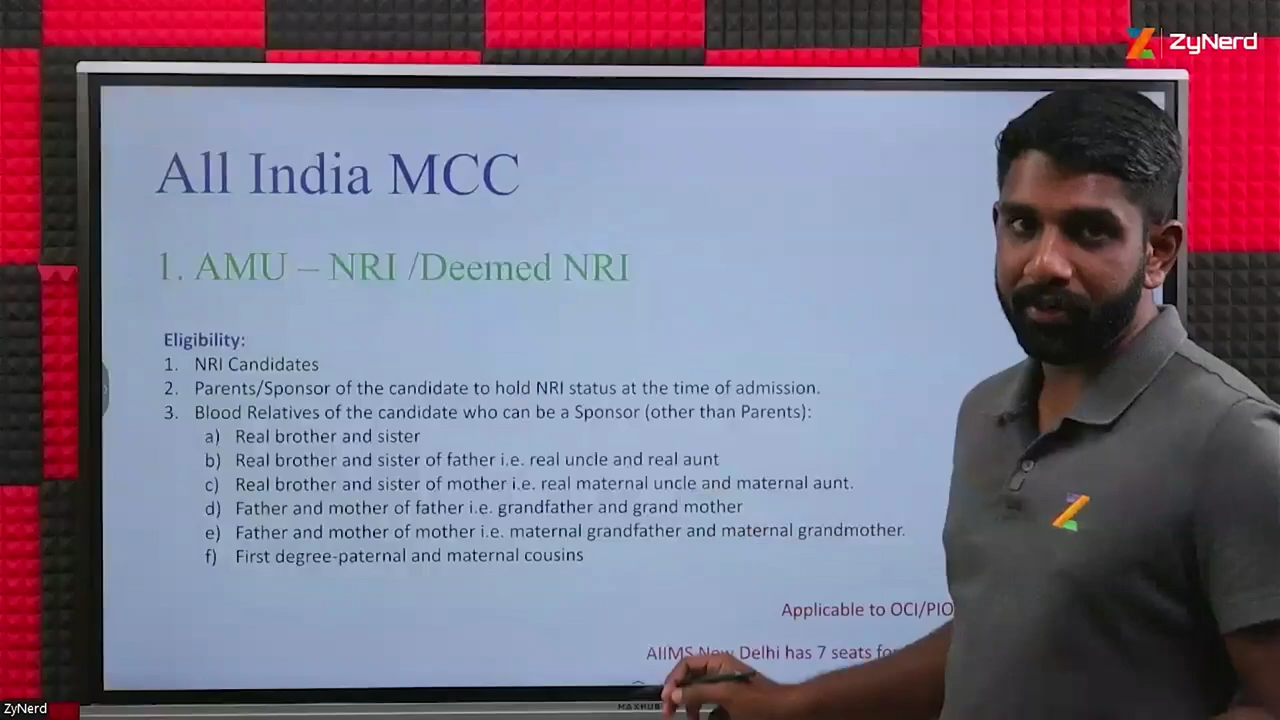 ZyNerd
All India MCC
1. AMU – NRI /Deemed NRI
Eligibility:
1. NRI Candidates
2. Parents/Sponsor of the candidate to hold NRI status at the time of admission.
3. Blood Relatives of the candidate who can be a Sponsor (other than Parents):
a) Real brother and sister
b) Real brother and sister of father i.e. real uncle and real aunt
c) Real brother and sister of mother i.e. real maternal uncle and maternal aunt.
d) Father and mother of father i.e. grandfather and grand mother
e) Father and mother of mother i.e. maternal grandfather and maternal grandmother.
f) First degree-paternal and maternal cousins
Applicable to OCI/PIO
AIIMS New Delhi has 7 seats for
MAXHUB
ZyNerd